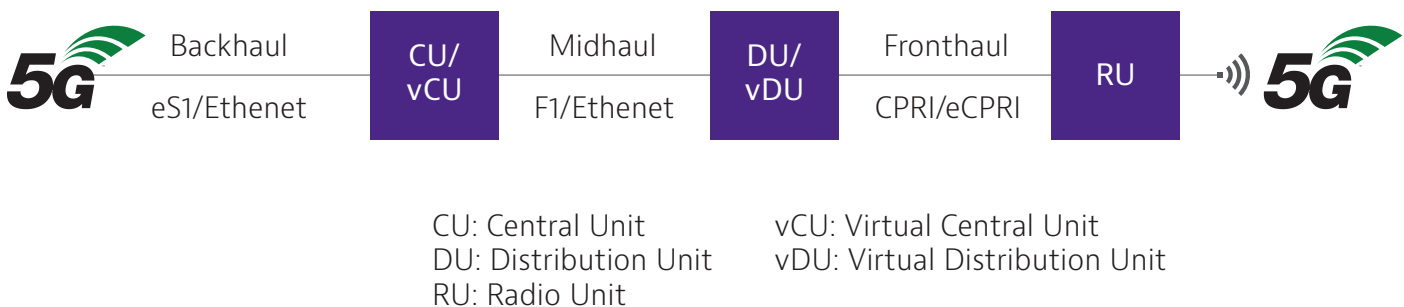 5G
Backhaul
eS1/Ethenet
CU/
vCU
Midhaul
F1/Ethenet
DU/
vDU
Fronthaul
CPRI/eCPRI
RU
5G
CU: Central Unit
DU: Distribution Unit
RU: Radio Unit
vCU: Virtual Central Unit
vDU: Virtual Distribution Unit